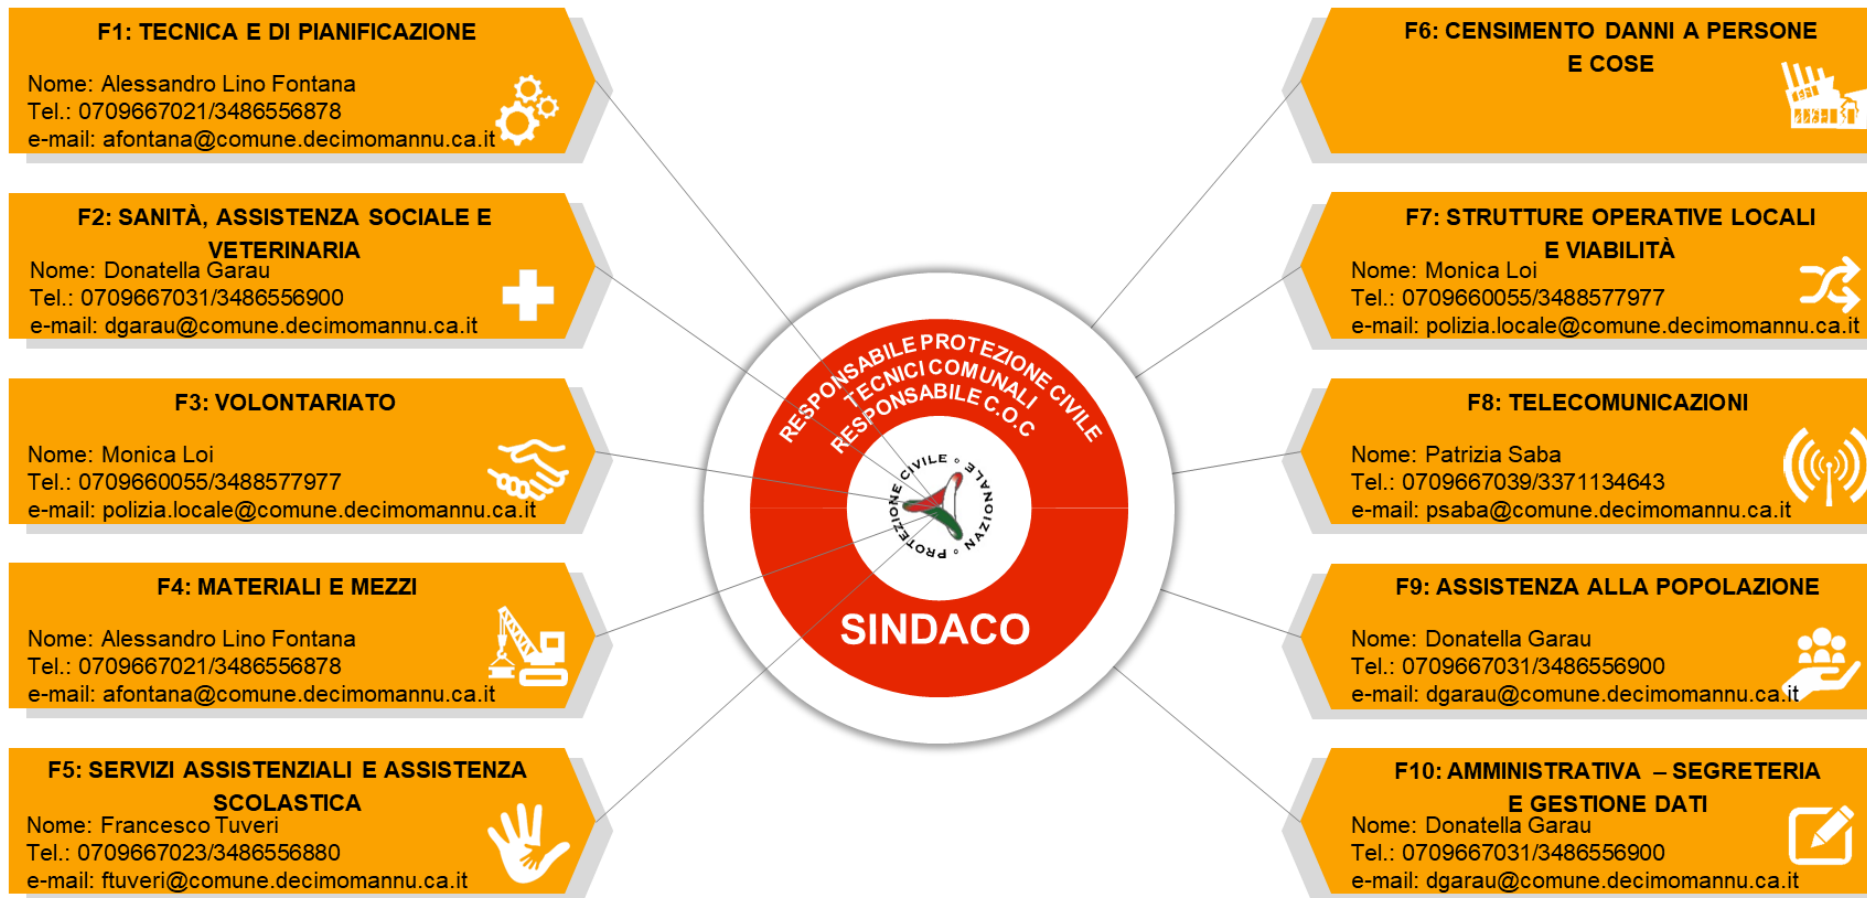 F1: TECNICA E DI PIANIFICAZIONE
Nome: Alessandro Lino Fontana
Tel.: 0709667021/3486556878
e-mail: afontana@comune.decimomannu.ca.it
F2: SANITÀ, ASSISTENZA SOCIALE E
VETERINARIA
Nome: Donatella Garau
Tel.: 0709667031/3486556900
e-mail: dgarau@comune.decimomannu.ca.it
F3: VOLONTARIATO
Nome: Monica Loi
Tel.: 0709660055/3488577977
e-mail: polizia.locale@comune.decimomannu.ca.it
F4: MATERIALI E MEZZI
Nome: Alessandro Lino Fontana
Tel.: 0709667021/3486556878
e-mail: afontana@comune.decimomannu.ca.it
F5: SERVIZI ASSISTENZIALI E ASSISTENZA
SCOLASTICA
Nome: Francesco Tuveri
Tel.: 0709667023/3486556880
e-mail: ftuveri@comune.decimomannu.ca.it
RESPONSABILE PROTEZIONE CIVILE
TECNICI COMUNALI
RESPONSABILE C.O.C
PROTEZIONE CIVILE ° NAZIONALE °
SINDACO
F6: CENSIMENTO DANNI A PERSONE
E COSE
F7: STRUTTURE OPERATIVE LOCALI
E VIABILITÀ
Nome: Monica Loi
Tel.: 0709660055/3488577977
e-mail: polizia.locale@comune.decimomannu.ca.it
F8: TELECOMUNICAZIONI
Nome: Patrizia Saba
Tel.: 0709667039/3371134643
e-mail: psaba@comune.decimomannu.ca.it
F9: ASSISTENZA ALLA POPOLAZIONE
Nome: Donatella Garau
Tel.: 0709667031/3486556900
e-mail: dgarau@comune.decimomannu.ca.it
F10: AMMINISTRATIVA – SEGRETERIA
E GESTIONE DATI
Nome: Donatella Garau
Tel.: 0709667031/3486556900
e-mail: dgarau@comune.decimomannu.ca.it